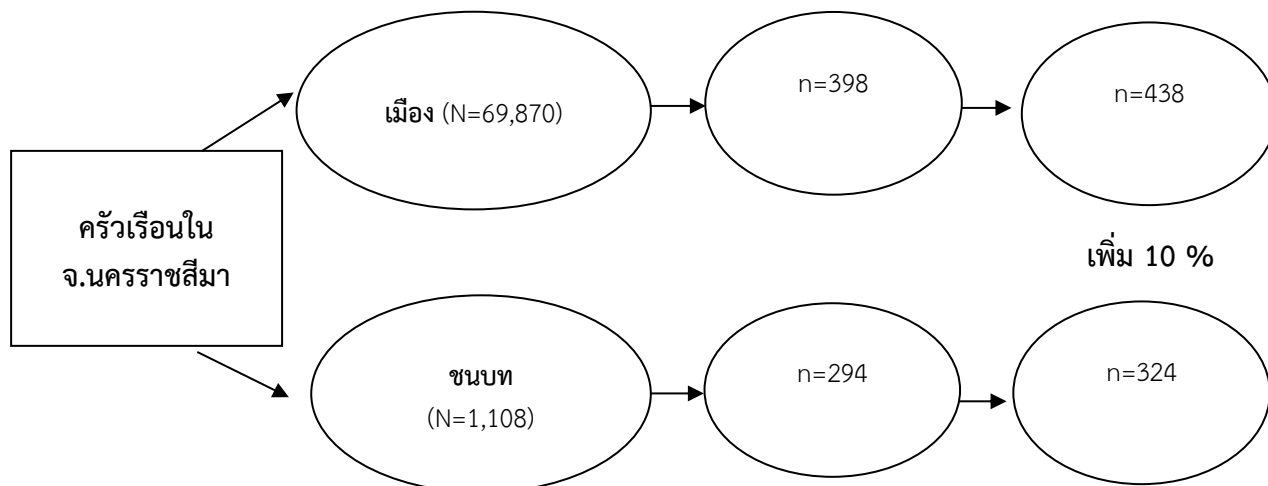 ครัวเรือนใน
จ.นครราชสีมา
เมือง (N=69,870)
n=398
n=438
เพิ่ม 10 %
ชนบท
(N=1,108)
n=294
n=324